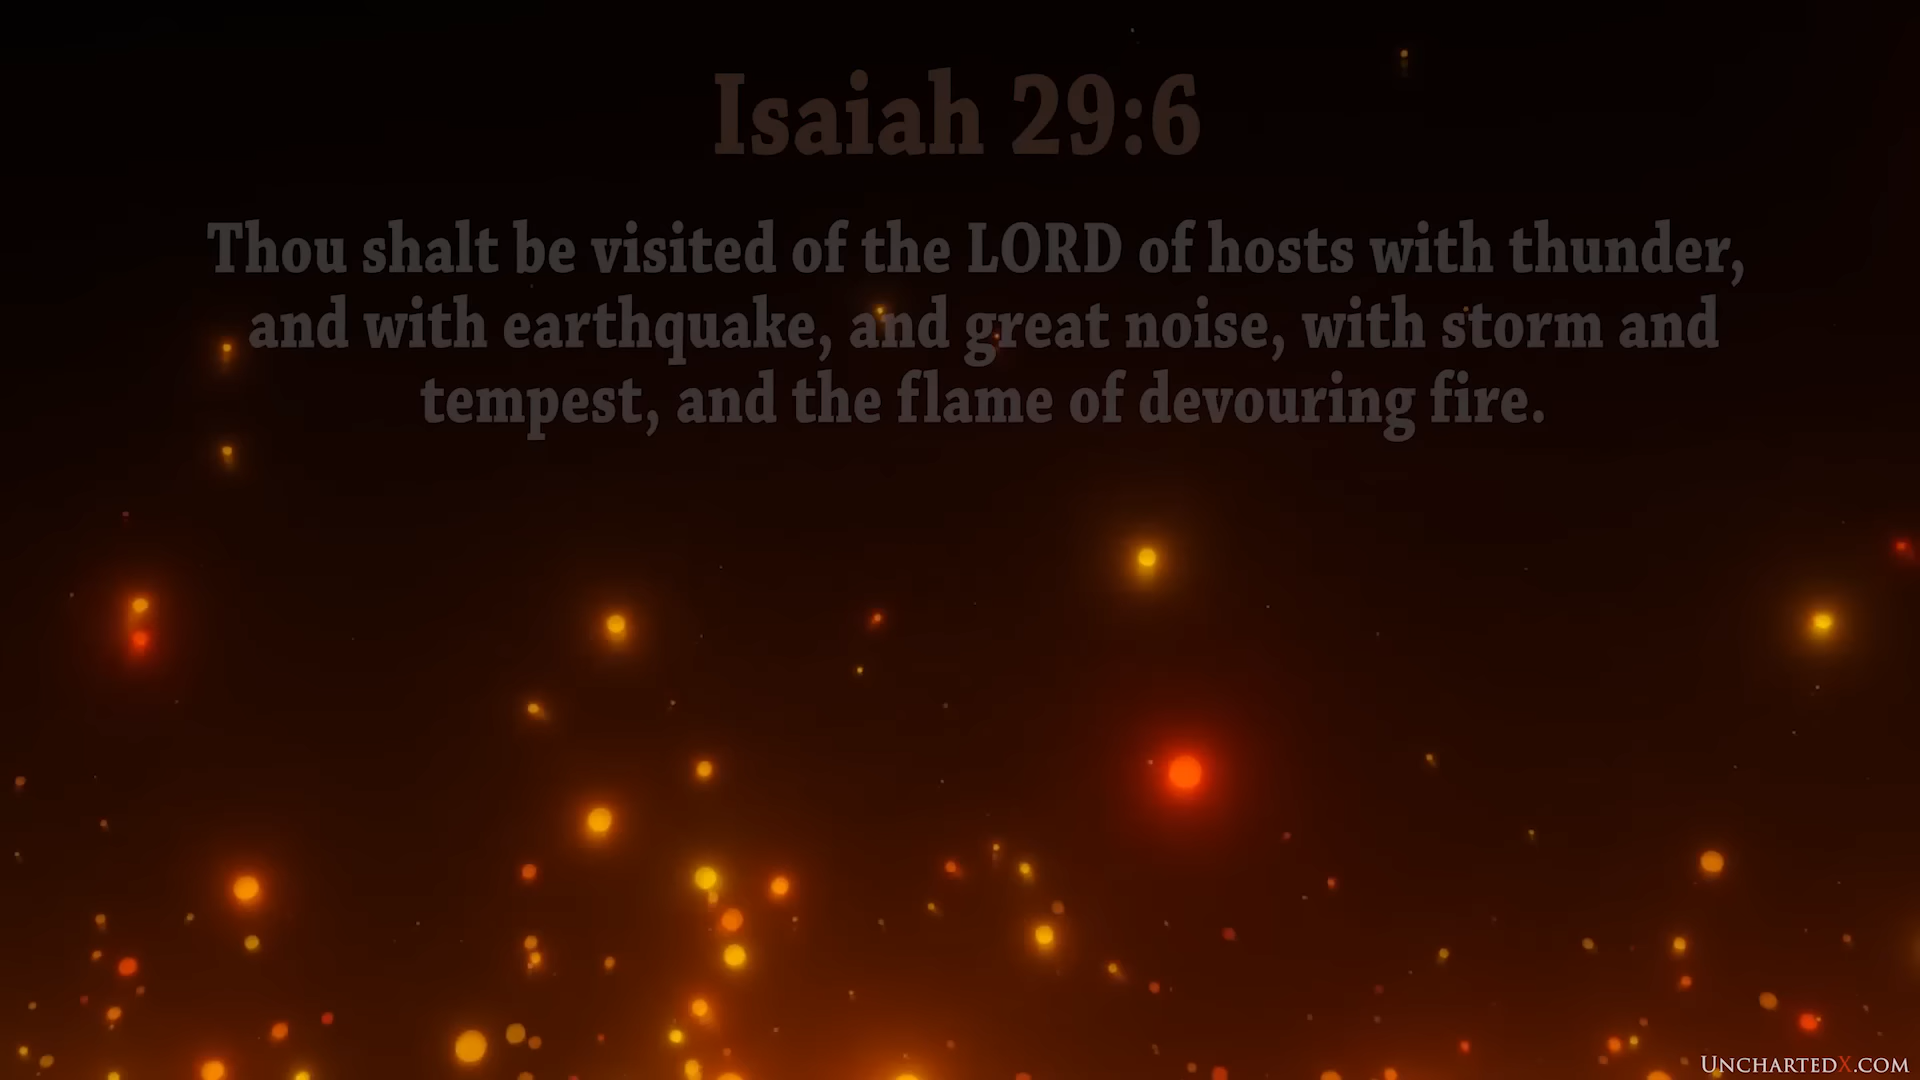 Isaiah 29:6
Thou shalt be visited of the LORD of hosts with thunder,
and with earthquake, and great noise, with storm and
tempest, and the flame of devouring fire.
UnchartedX.com